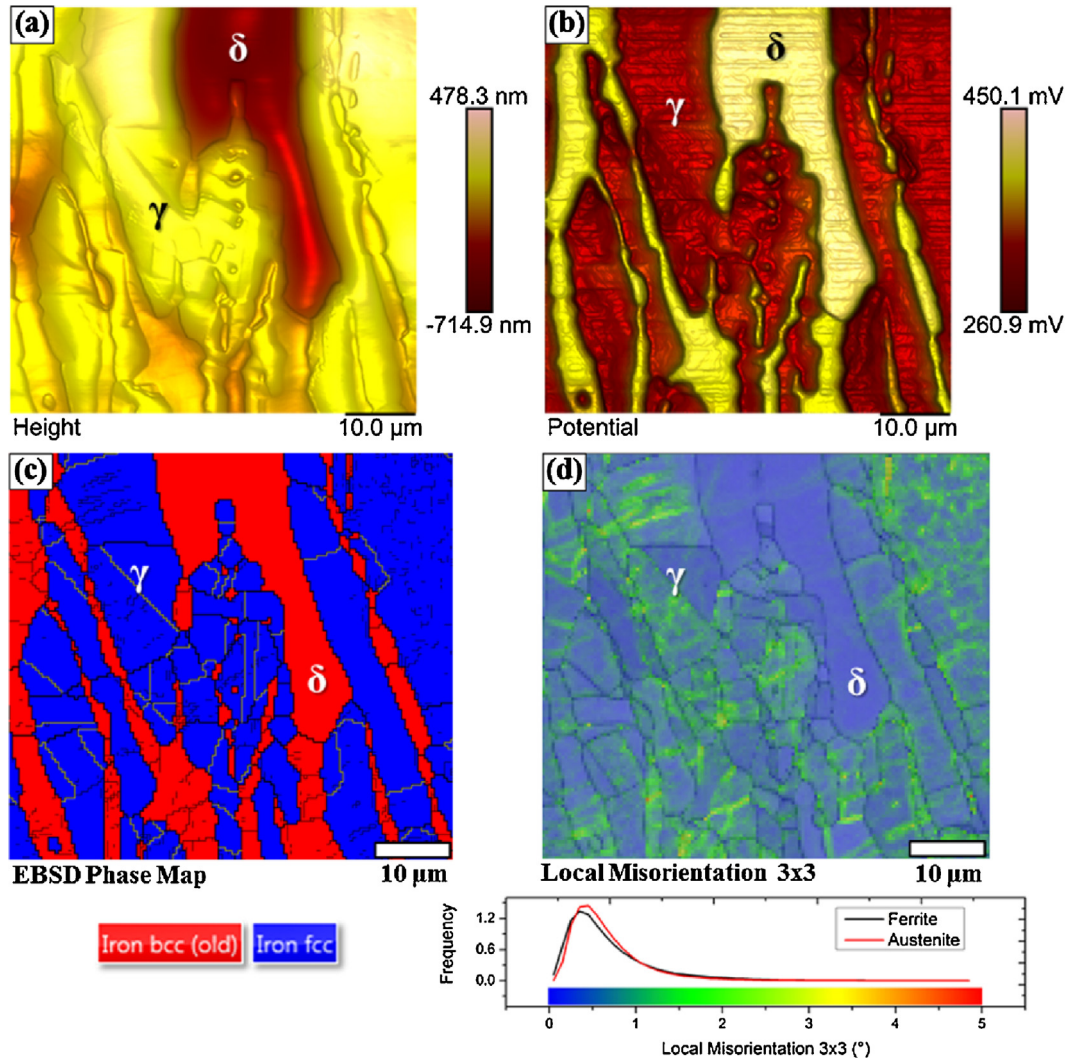 (a)
δ
γ
478.3 nm
-714.9 nm
Height
10.0 µm
(b)
δ
γ
450.1 mV
260.9 mV
Potential
10.0 µm
(c)
γ
δ
EBSD Phase Map
10 µm
(d)
γ
δ
Local Misorientation 3x3
10 µm
Iron bcc (old)
Iron fcc
Frequency
1.2
0.6
0.0
Ferrite
Austenite
0 1 2 3 4 5
Local Misorientation 3x3 (°)